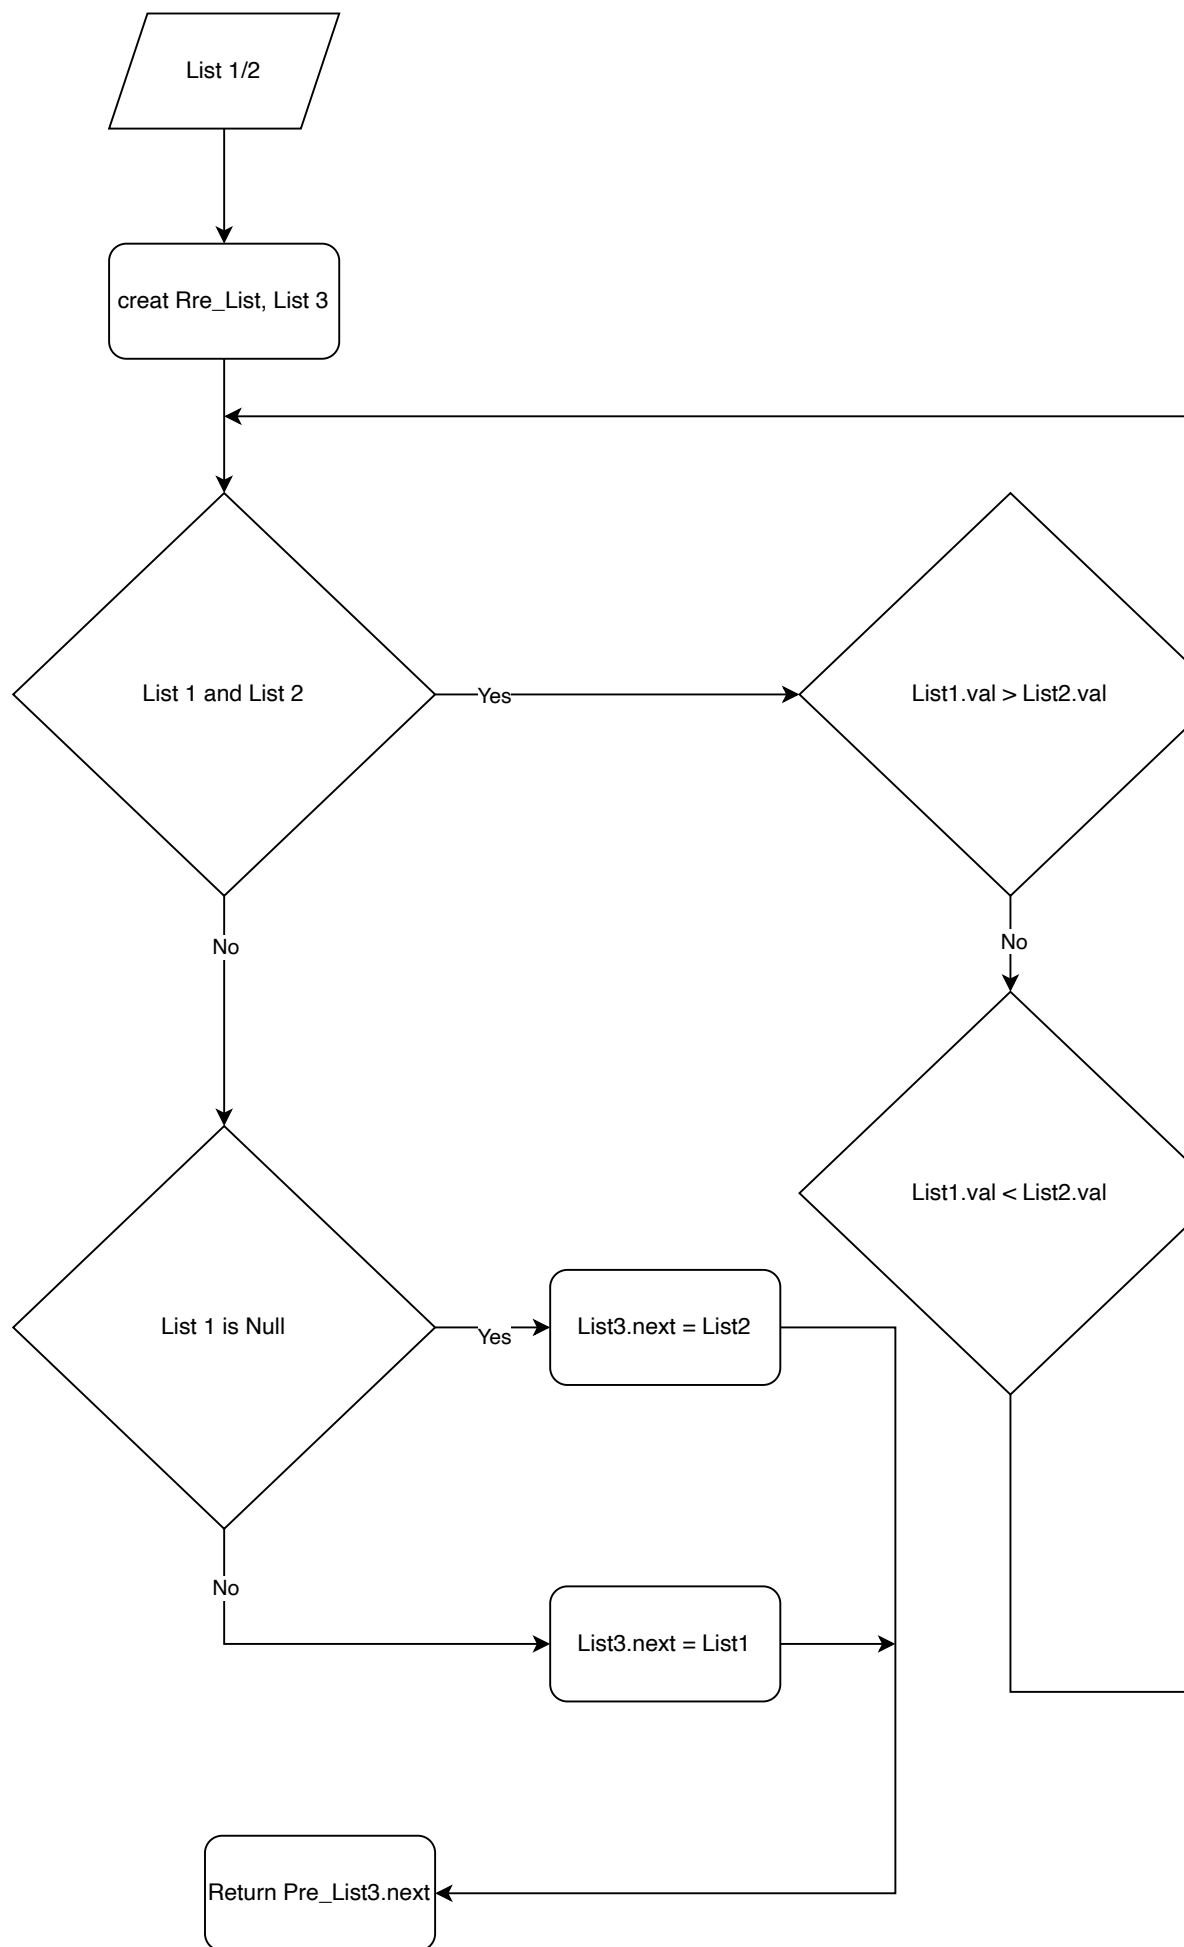 List 1/2
creat Rre_List, List 3
List 1 and List 2
Yes
List1.val > List2.val
No
No
List1.val < List2.val
List 1 is Null
Yes
List3.next = List2
No
List3.next = List1
Return Pre_List3.next